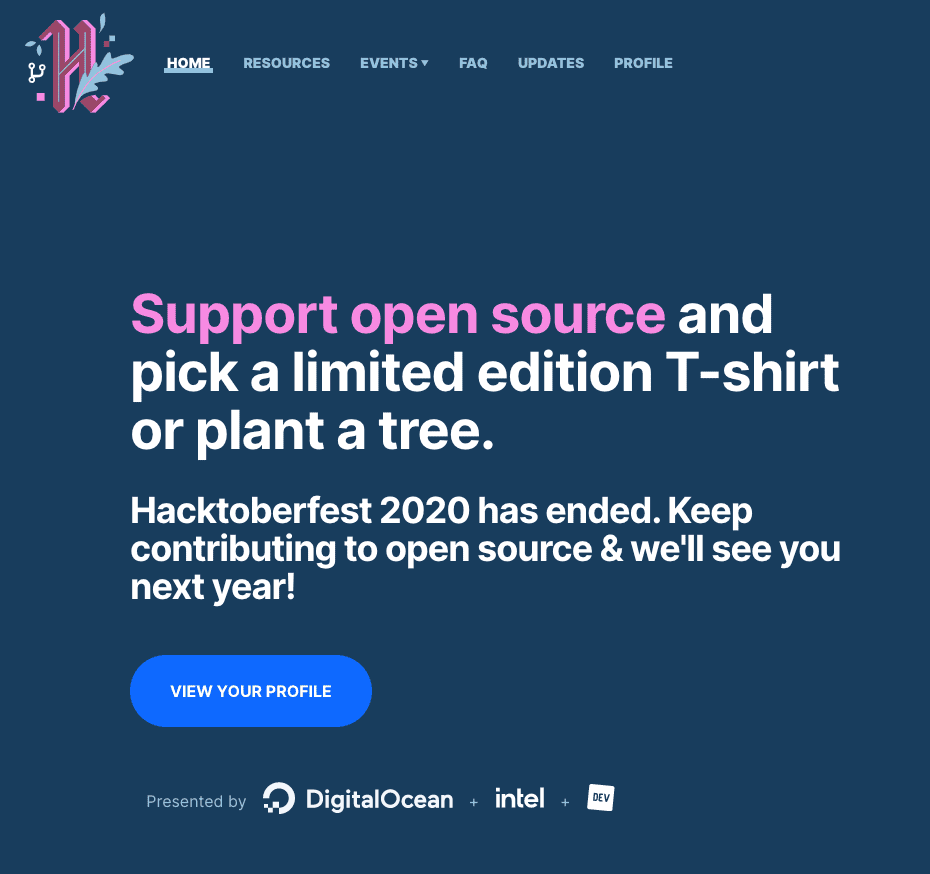 HOME RESOURCES EVENTS ▾ FAQ UPDATES PROFILE
Support open source and
pick a limited edition T-shirt
or plant a tree.
Hacktoberfest 2020 has ended. Keep
contributing to open source & we'll see you
next year!
VIEW YOUR PROFILE
Presented by DigitalOcean + intel + DEV